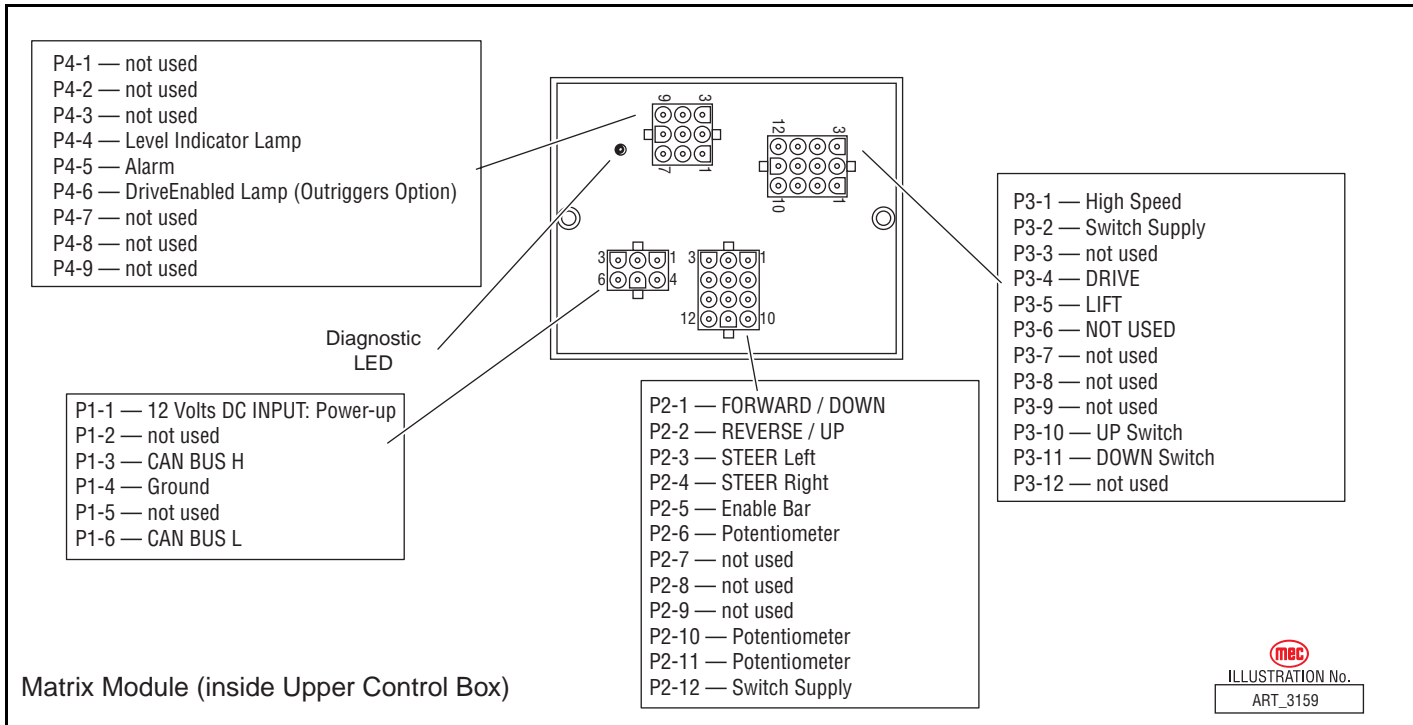 P4-1 — not used
P4-2 — not used
P4-3 — not used
P4-4 — Level Indicator Lamp
P4-5 — Alarm
P4-6 — DriveEnabled Lamp (Outriggers Option)
P4-7 — not used
P4-8 — not used
P4-9 — not used
9 3
7 1
12 3
10 1
3 1
6 4
3 1
12 10
Diagnostic
LED
P1-1 — 12 Volts DC INPUT: Power-up
P1-2 — not used
P1-3 — CAN BUS H
P1-4 — Ground
P1-5 — not used
P1-6 — CAN BUS L
P2-1 — FORWARD / DOWN
P2-2 — REVERSE / UP
P2-3 — STEER Left
P2-4 — STEER Right
P2-5 — Enable Bar
P2-6 — Potentiometer
P2-7 — not used
P2-8 — not used
P2-9 — not used
P2-10 — Potentiometer
P2-11 — Potentiometer
P2-12 — Switch Supply
P3-1 — High Speed
P3-2 — Switch Supply
P3-3 — not used
P3-4 — DRIVE
P3-5 — LIFT
P3-6 — NOT USED
P3-7 — not used
P3-8 — not used
P3-9 — not used
P3-10 — UP Switch
P3-11 — DOWN Switch
P3-12 — not used
Matrix Module (inside Upper Control Box)
mec
ILLUSTRATION No.
ART_3159